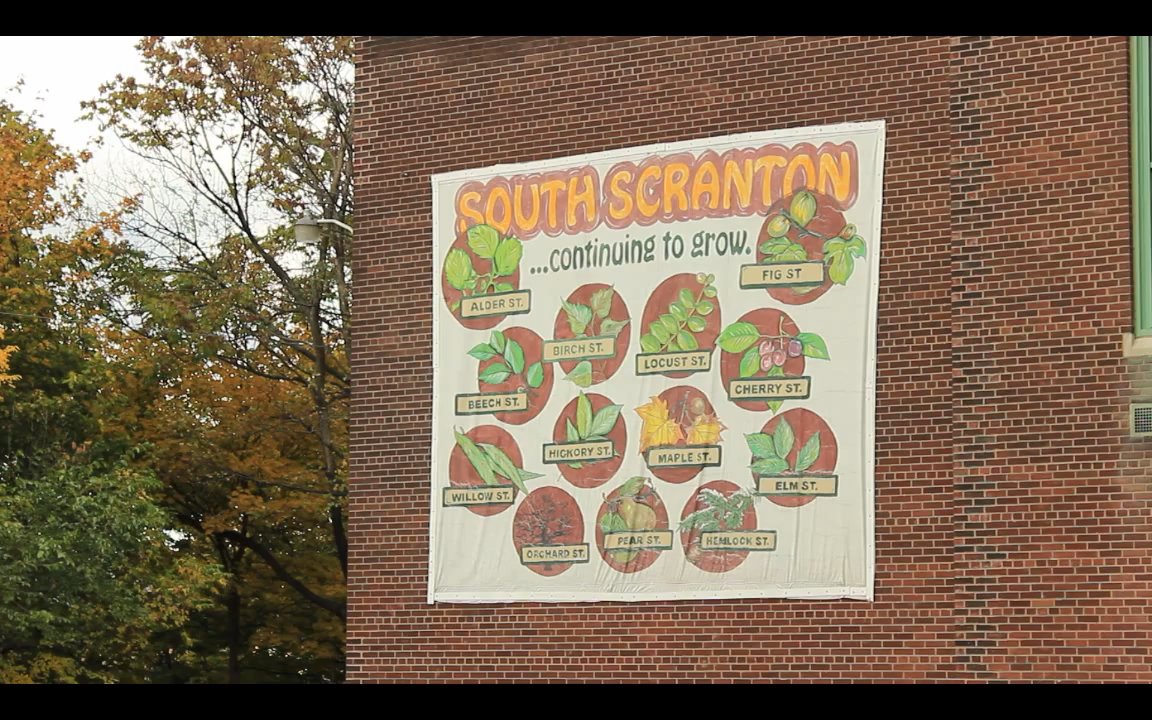 SOUTH SCRANTON
...continuing to grow.
FIG ST
ALDER ST.
BIRCH ST.
LOCUST ST.
CHERRY ST.
BEECH ST.
HICKORY ST.
MAPLE ST.
ELM ST.
WILLOW ST.
ORCHARD ST.
PEAR ST.
HEMLOCK ST.